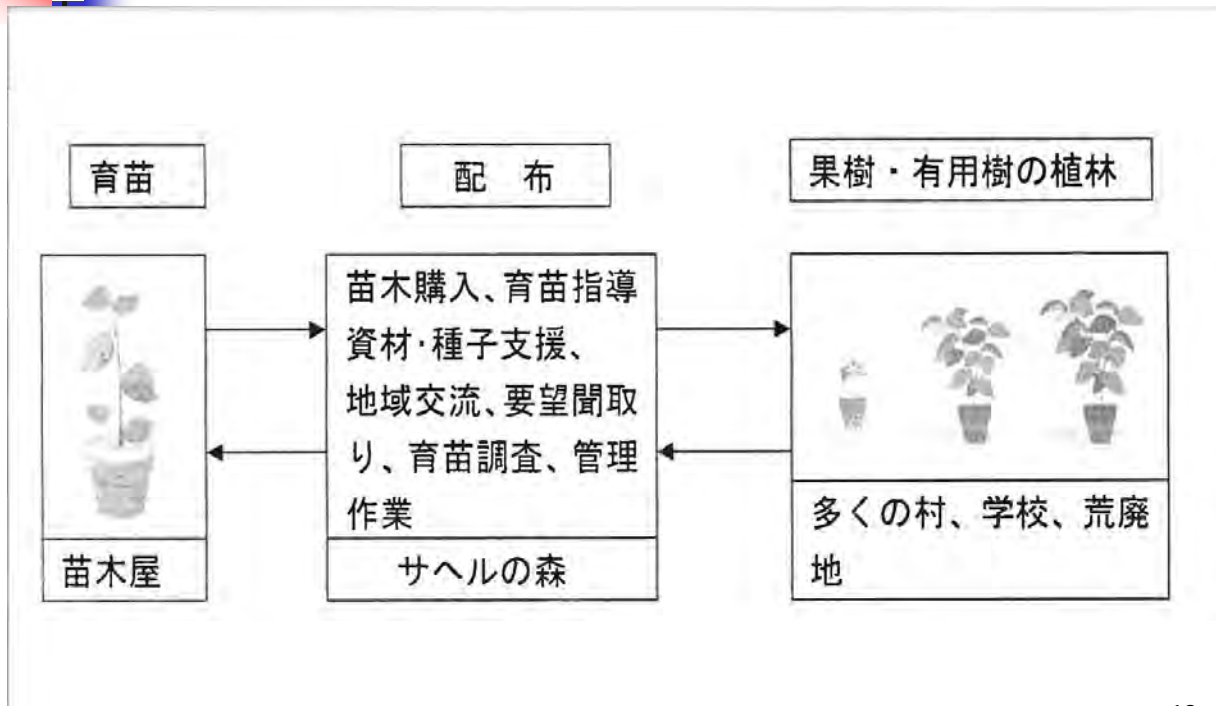 育苗
配 布
果樹・有用樹の植林
苗木購入、育苗指導
資材・種子支援、
地域交流、要望聞取
り、育苗調査、管理
作業
苗木屋
サヘルの森
多くの村、学校、荒廃
地